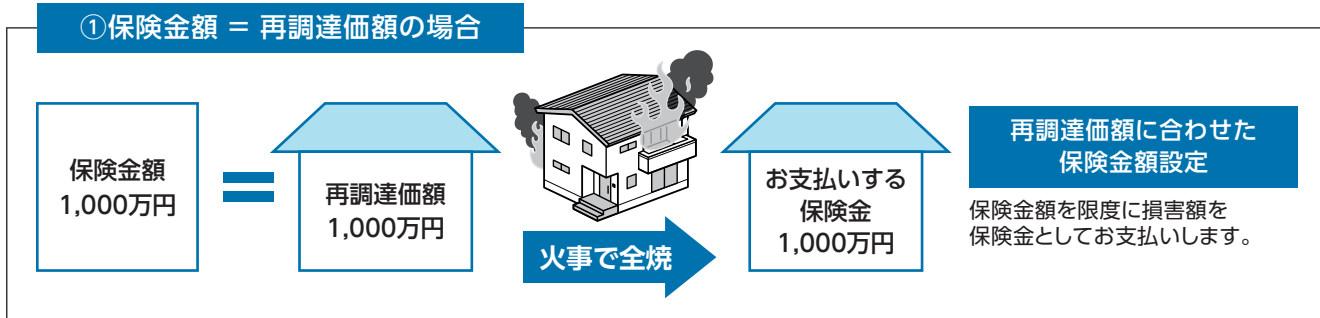 ①保険金額 = 再調達価額の場合
保険金額
1,000万円
再調達価額
1,000万円
火事で全焼
お支払いする
保険金
1,000万円
再調達価額に合わせた
保険金額設定
保険金額を限度に損害額を
保険金としてお支払いします。